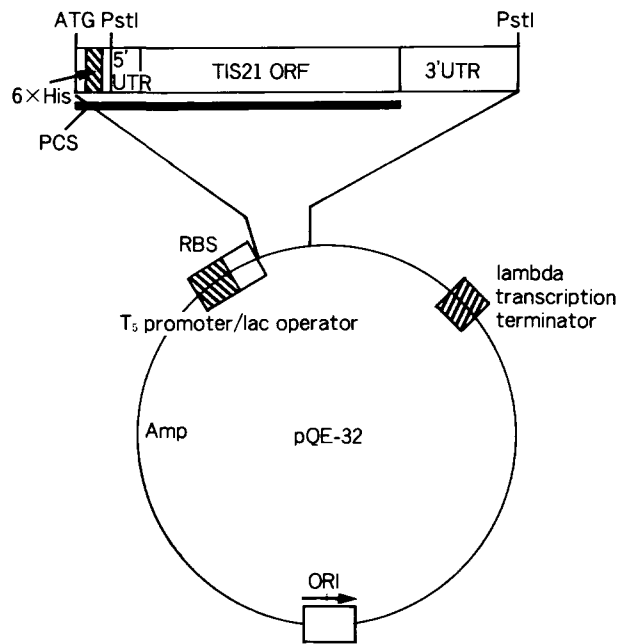 ATG PstI
PstI
5'
UTR
TIS21 ORF
3'UTR
6×His
PCS
RBS
T₅ promoter/lac operator
lambda
transcription
terminator
Amp
pQE-32
ORI